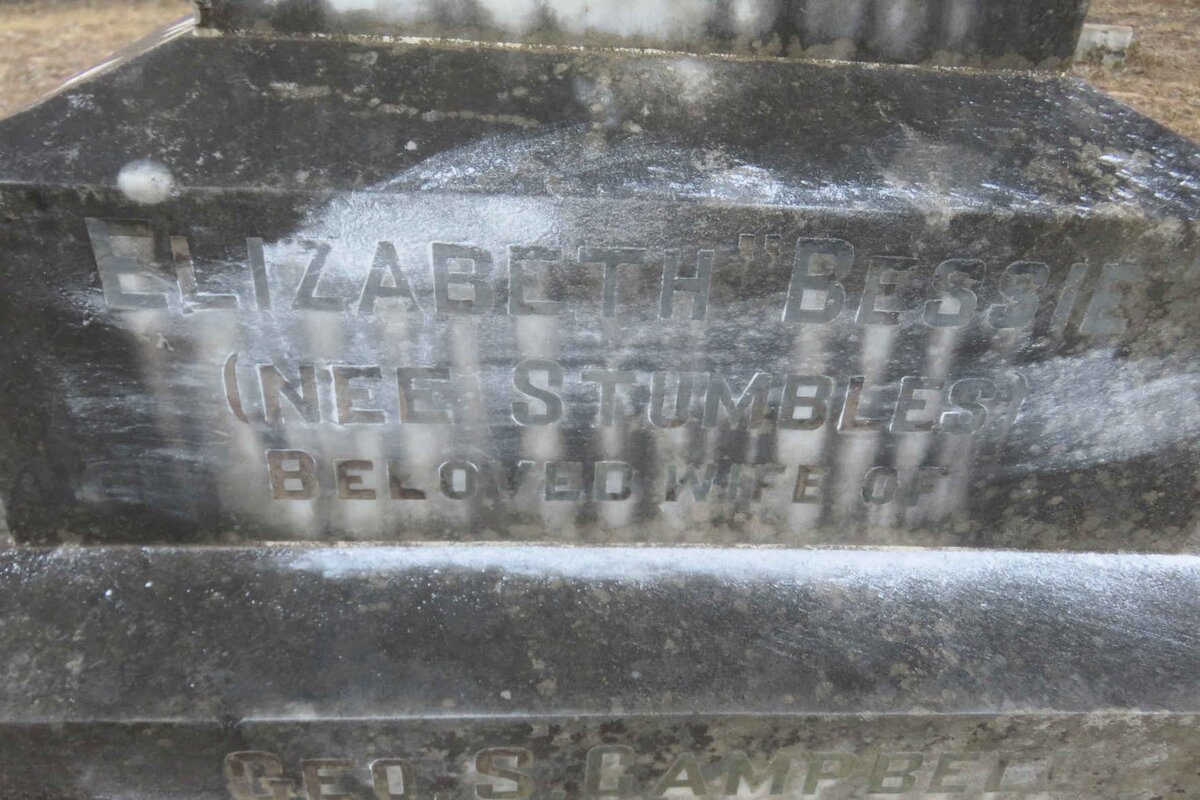 ELIZABETH "BESSIE"
(NEE STUMBLES)
BELOVED WIFE OF
GEO. S. CAMPBELL